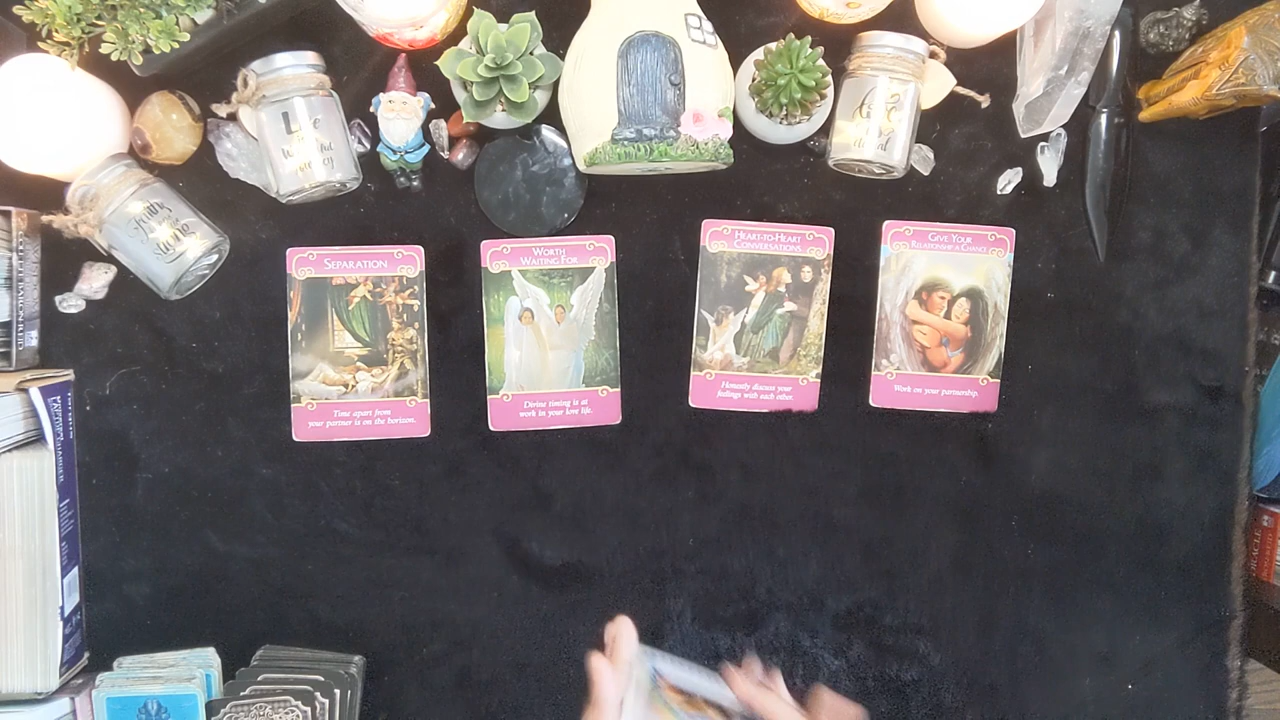 Faith
SEPARATION
Time apart from
your partner is on the horizon.
WORTH
WAITING FOR
Divine timing is at
work in your love life.
HEART-TO-HEART
CONVERSATIONS
Honestly discuss your
feelings with each other.
GIVE YOUR
RELATIONSHIP A CHANCE
Work on your partnership.
ORACLE